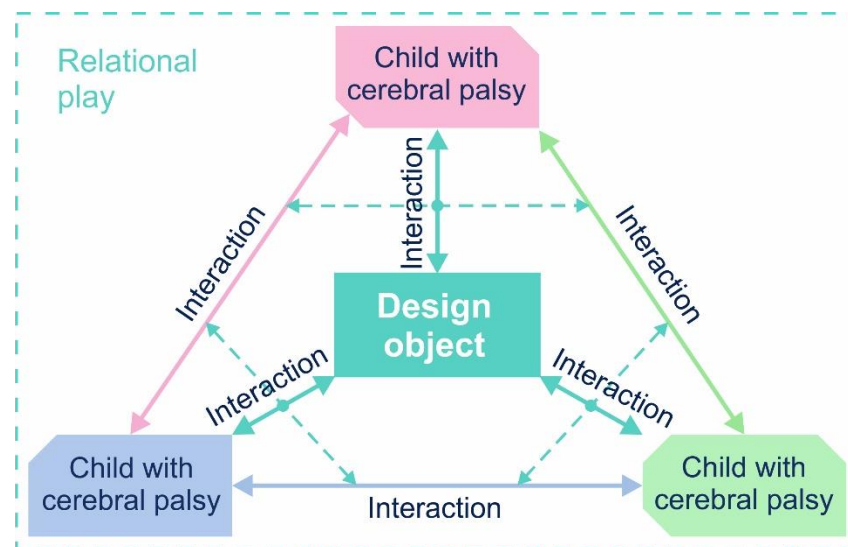 Relational
play
Child with
cerebral palsy
Interaction
Interaction
Interaction
Design
object
Interaction
Interaction
Child with
cerebral palsy
Interaction
Child with
cerebral palsy